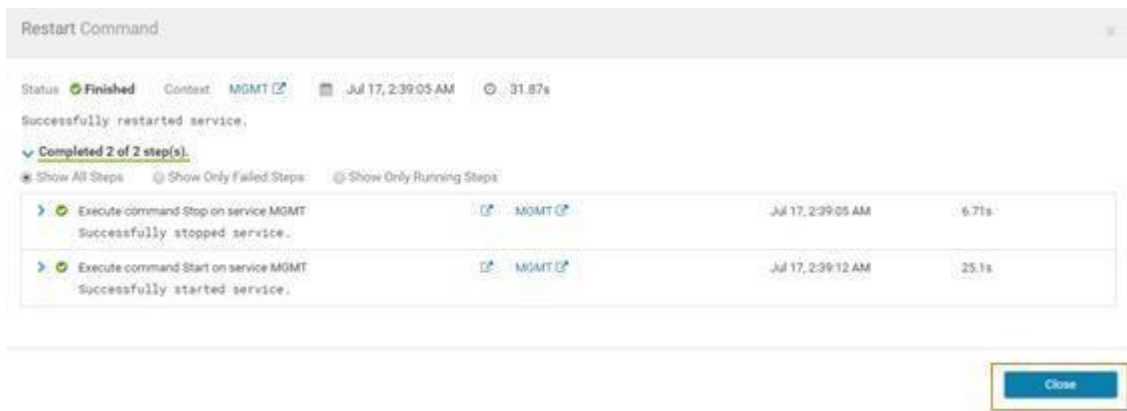 Restart Command
Status Finished Context MGMT Jul 17, 2:39:05 AM 31.87s
Successfully restarted service.
Completed 2 of 2 step(s).
Show All Steps Show Only Failed Steps Show Only Running Steps
Execute command Stop on service MGMT MGMT Jul 17, 2:39:05 AM 6.71s
Successfully stopped service.
Execute command Start on service MGMT MGMT Jul 17, 2:39:12 AM 25.1s
Successfully started service.
Close